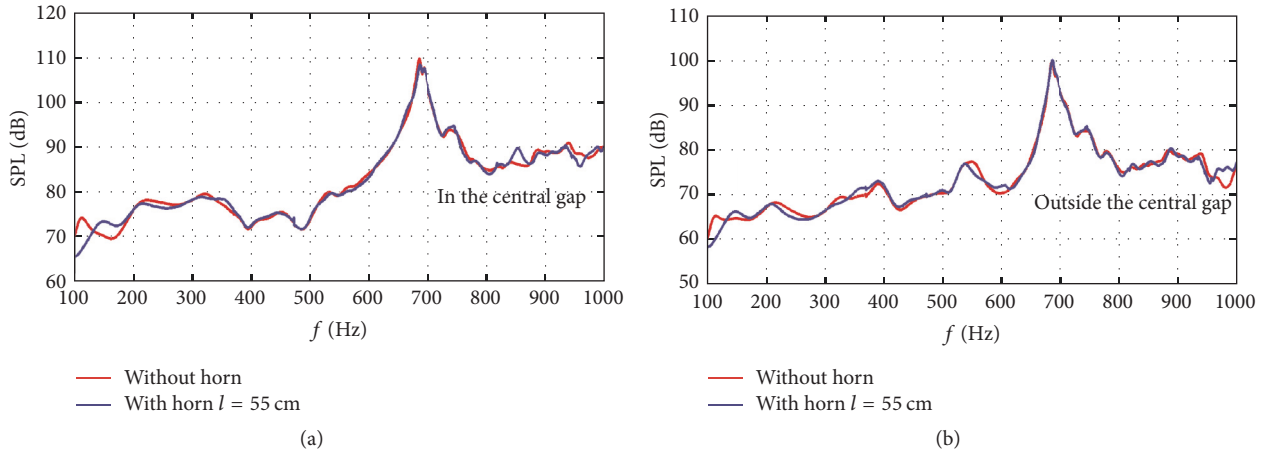 120
110
100
90
80
70
60
SPL (dB)
In the central gap
100 200 300 400 500 600 700 800 900 1000
f (Hz)
Without horn
With horn l = 55 cm
(a)
110
100
90
80
70
60
50
SPL (dB)
Outside the central gap
100 200 300 400 500 600 700 800 900 1000
f (Hz)
Without horn
With horn l = 55 cm
(b)